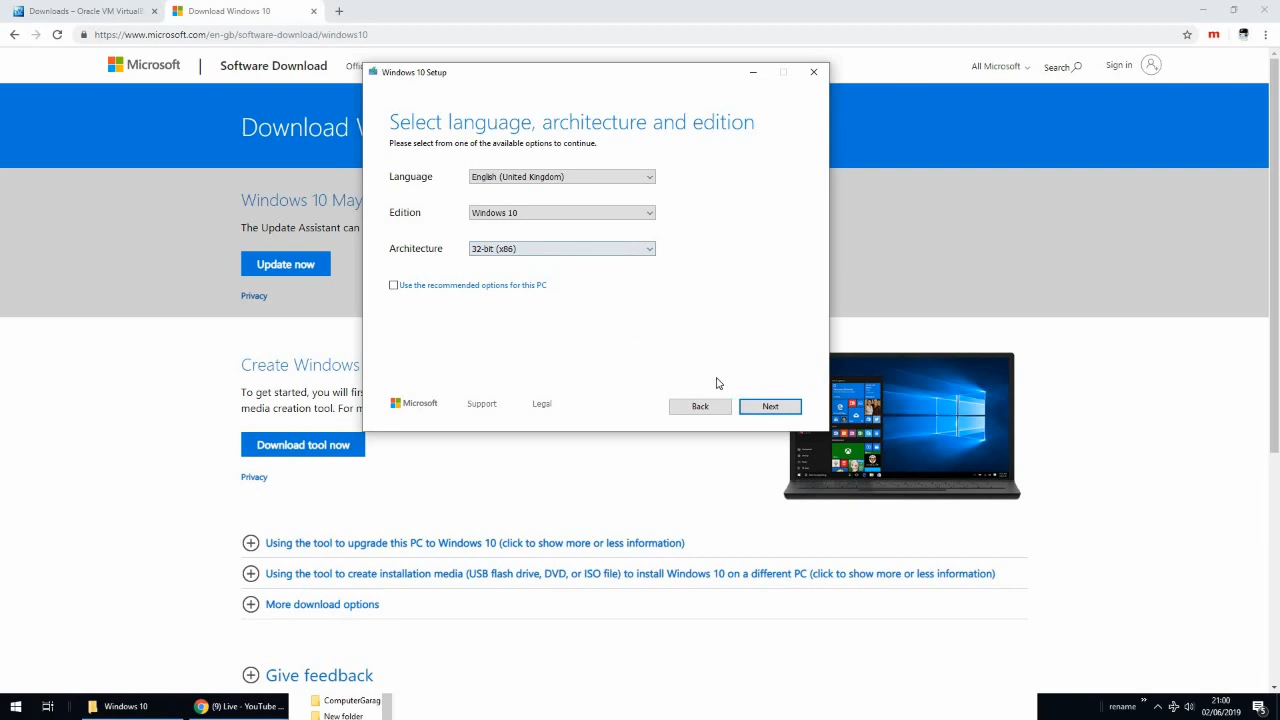 Downloads – Oracle VM VirtualB
Download Windows 10
https://www.microsoft.com/en-gb/software-download/windows10
m
Microsoft
Software Download
Offi
All Microsoft
Search
Sign in
Windows 10 Setup
Download W
Select language, architecture and edition
Please select from one of the available options to continue.
Language
English (United Kingdom)
Edition
Windows 10
Architecture
32-bit (x86)
Use the recommended options for this PC
Microsoft
Support
Legal
Back
Next
Windows 10 May
The Update Assistant can
Update now
Privacy
Create Windows
To get started, you will firs
media creation tool. For m
Download tool now
Privacy
Using the tool to upgrade this PC to Windows 10 (click to show more or less information)
Using the tool to create installation media (USB flash drive, DVD, or ISO file) to install Windows 10 on a different PC (click to show more or less information)
More download options
Give feedback
Windows 10
(9) Live - YouTube ...
ComputerGarag
New folder
rename
21:00
02/06/2019
5